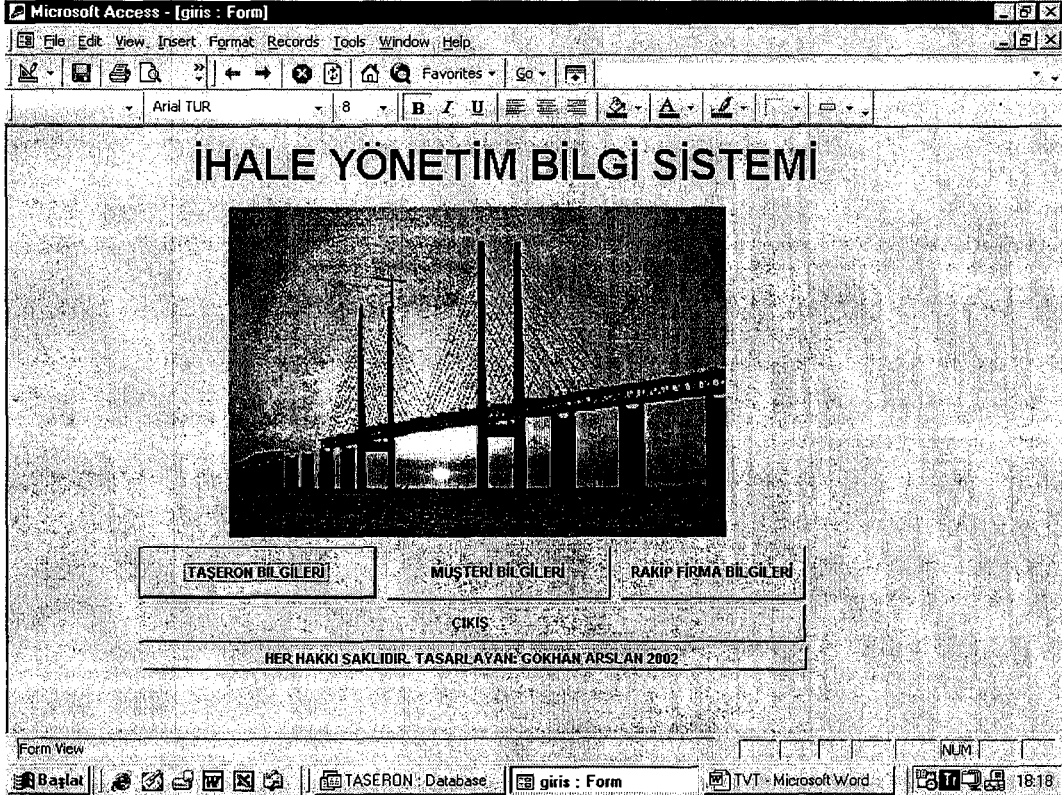 Microsoft Access - [giris : Form]
File Edit View Insert Format Records Tools Window Help
Favorites Go
Arial TUR 8 B I U A
İHALE YÖNETİM BİLGİ SİSTEMİ
TAŞERON BİLGİLERİ MÜŞTERİ BİLGİLERİ RAKİP FİRMA BİLGİLERİ
ÇIKIŞ
HER HAKKI SAKLIDIR. TASARLAYAN: GÖKHAN ARSLAN 2002
Form View NUM
Başlat TASERON : Database giris : Form TVT - Microsoft Word 18:18